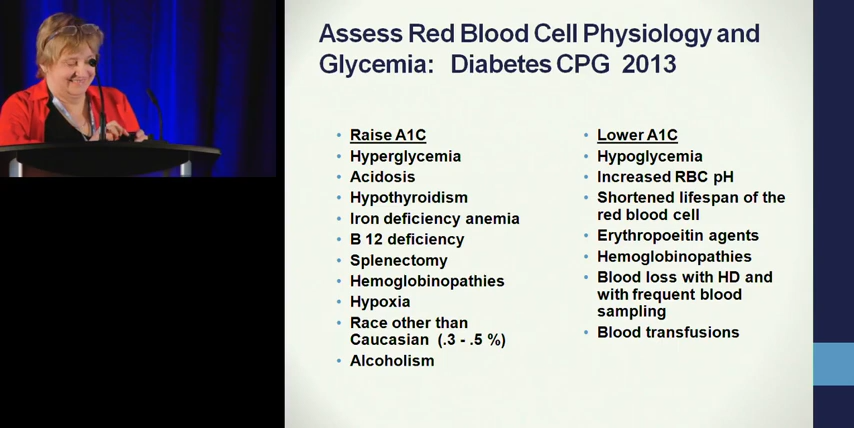 Assess Red Blood Cell Physiology and
Glycemia: Diabetes CPG 2013
Raise A1C
Hyperglycemia
Acidosis
Hypothyroidism
Iron deficiency anemia
B 12 deficiency
Splenectomy
Hemoglobinopathies
Hypoxia
Race other than
Caucasian (.3 - .5 %)
Alcoholism
Lower A1C
Hypoglycemia
Increased RBC pH
Shortened lifespan of the
red blood cell
Erythropoeitin agents
Hemoglobinopathies
Blood loss with HD and
with frequent blood
sampling
Blood transfusions